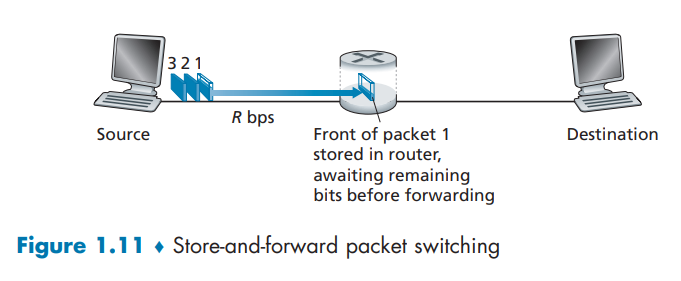 3 2 1
R bps
Source
Front of packet 1
stored in router,
awaiting remaining
bits before forwarding
Destination
Figure 1.11 ♦ Store-and-forward packet switching